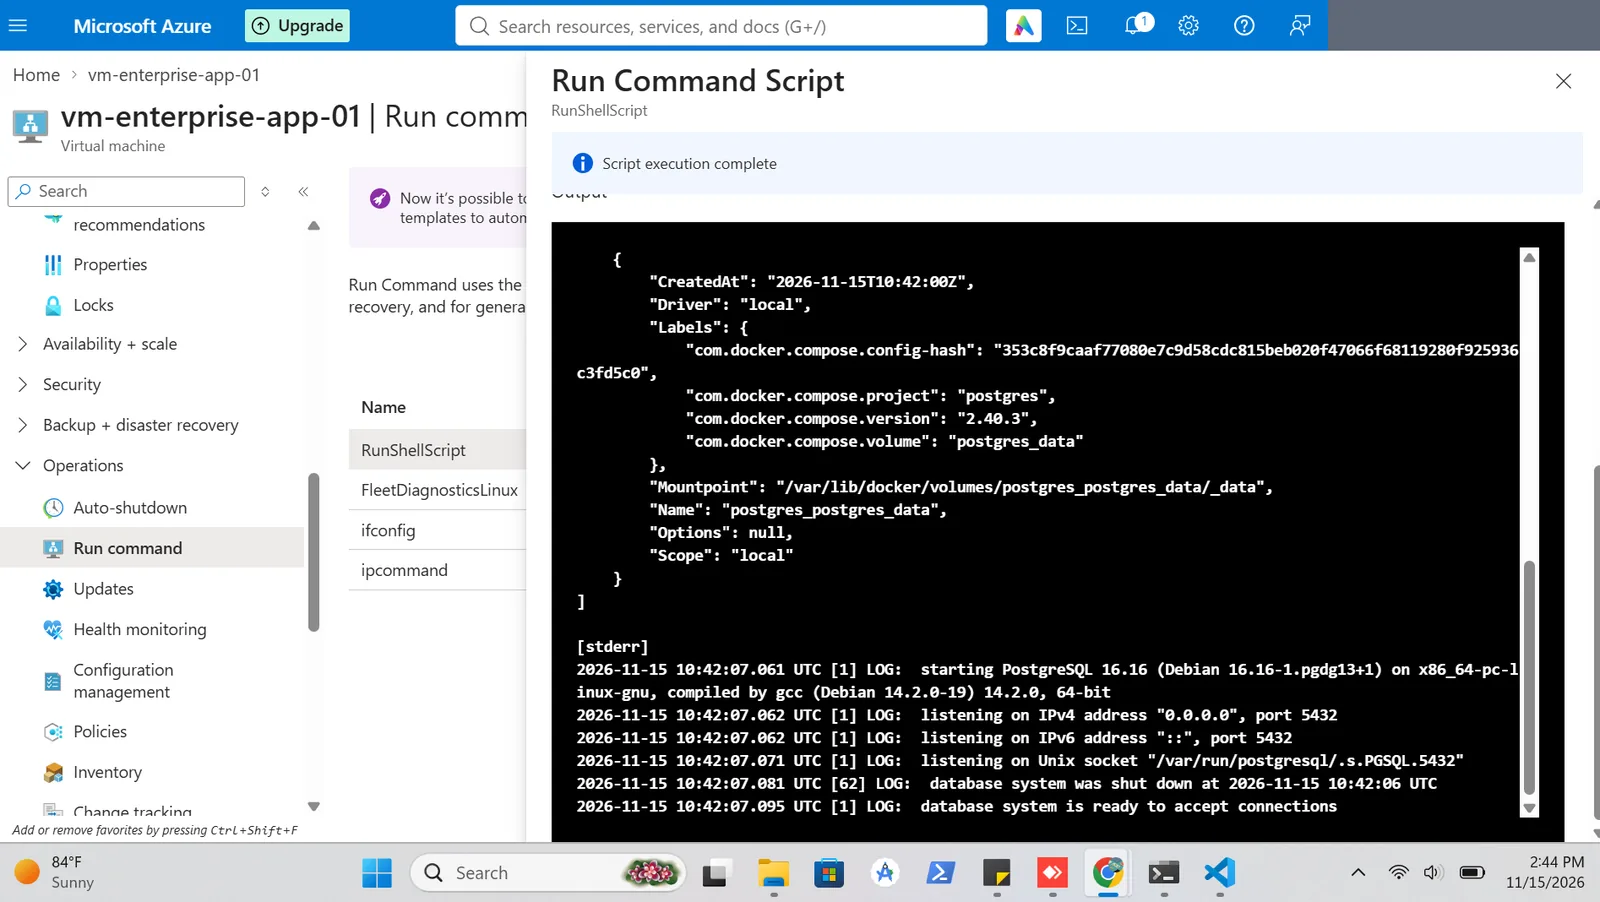 Microsoft Azure
Upgrade
Search resources, services, and docs (G+/)
1
Home > vm-enterprise-app-01
vm-enterprise-app-01 | Run comm
Virtual machine
Search
recommendations
Properties
Locks
Availability + scale
Security
Backup + disaster recovery
Operations
Auto-shutdown
Run command
Updates
Health monitoring
Configuration
management
Policies
Inventory
Change tracking
Add or remove favorites by pressing Ctrl+Shift+F
Now it's possible to
templates to autom
Run Command uses the
recovery, and for genera
Name
RunShellScript
FleetDiagnosticsLinux
ifconfig
ipcommand
Run Command Script
RunShellScript
Script execution complete
Output
{
"CreatedAt": "2026-11-15T10:42:00Z",
"Driver": "local",
"Labels": {
"com.docker.compose.config-hash": "353c8f9caaf77080e7c9d58cdc815beb020f47066f68119280f925936
c3fd5c0",
"com.docker.compose.project": "postgres",
"com.docker.compose.version": "2.40.3",
"com.docker.compose.volume": "postgres_data"
},
"Mountpoint": "/var/lib/docker/volumes/postgres_postgres_data/_data",
"Name": "postgres_postgres_data",
"Options": null,
"Scope": "local"
}
]
[stderr]
2026-11-15 10:42:07.061 UTC [1] LOG:  starting PostgreSQL 16.16 (Debian 16.16-1.pgdg13+1) on x86_64-pc-l
inux-gnu, compiled by gcc (Debian 14.2.0-19) 14.2.0, 64-bit
2026-11-15 10:42:07.062 UTC [1] LOG:  listening on IPv4 address "0.0.0.0", port 5432
2026-11-15 10:42:07.062 UTC [1] LOG:  listening on IPv6 address "::", port 5432
2026-11-15 10:42:07.071 UTC [1] LOG:  listening on Unix socket "/var/run/postgresql/.s.PGSQL.5432"
2026-11-15 10:42:07.081 UTC [62] LOG:  database system was shut down at 2026-11-15 10:42:06 UTC
2026-11-15 10:42:07.095 UTC [1] LOG:  database system is ready to accept connections
84°F
Sunny
Search
2:44 PM
11/15/2026